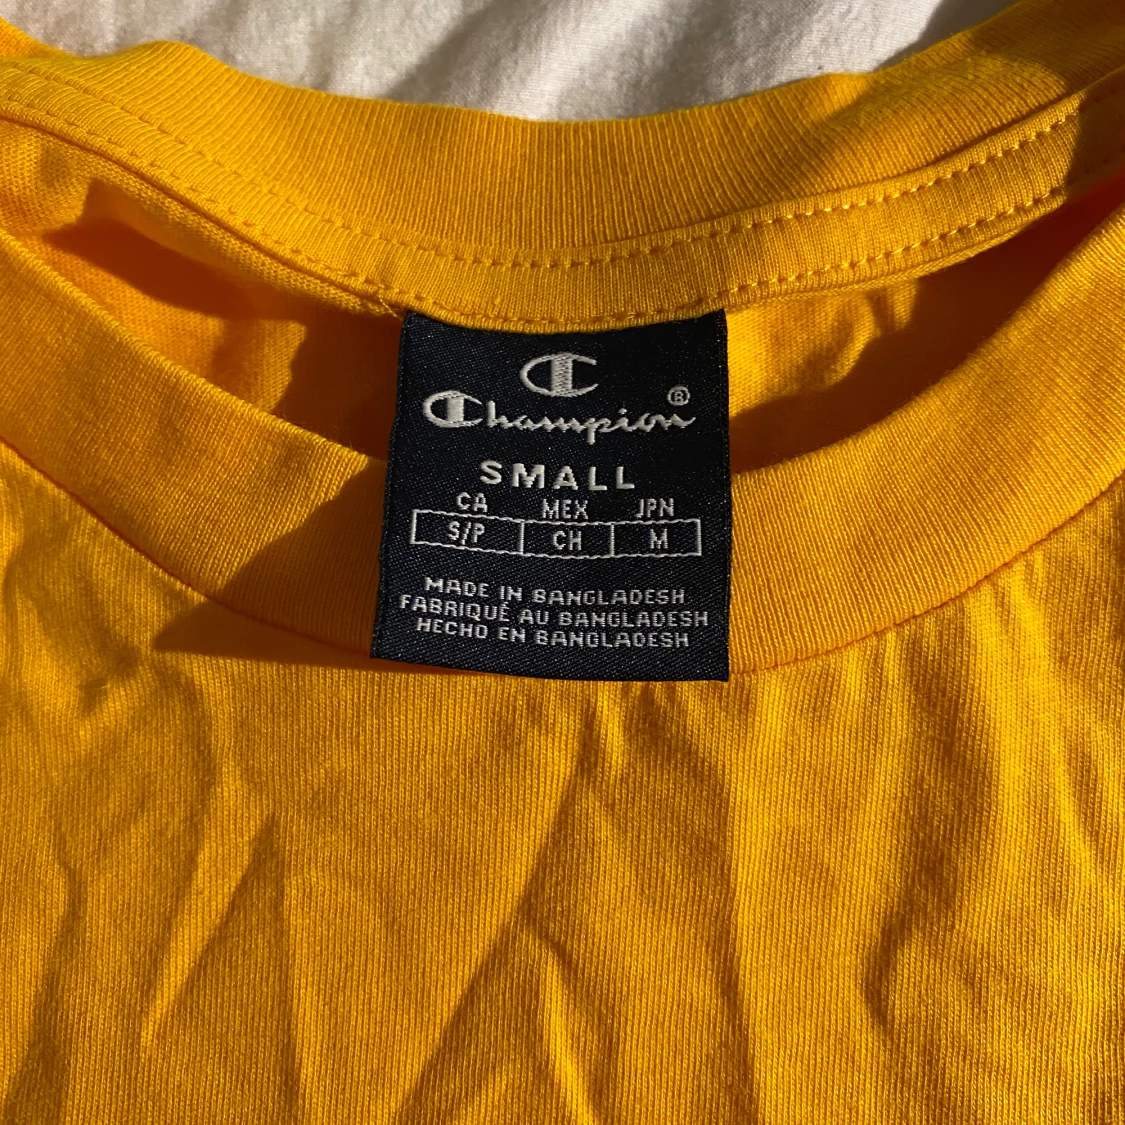 C
Champion®
SMALL
CA MEX JPN
S/P CH M
MADE IN BANGLADESH
FABRIQUÉ AU BANGLADESH
HECHO EN BANGLADESH